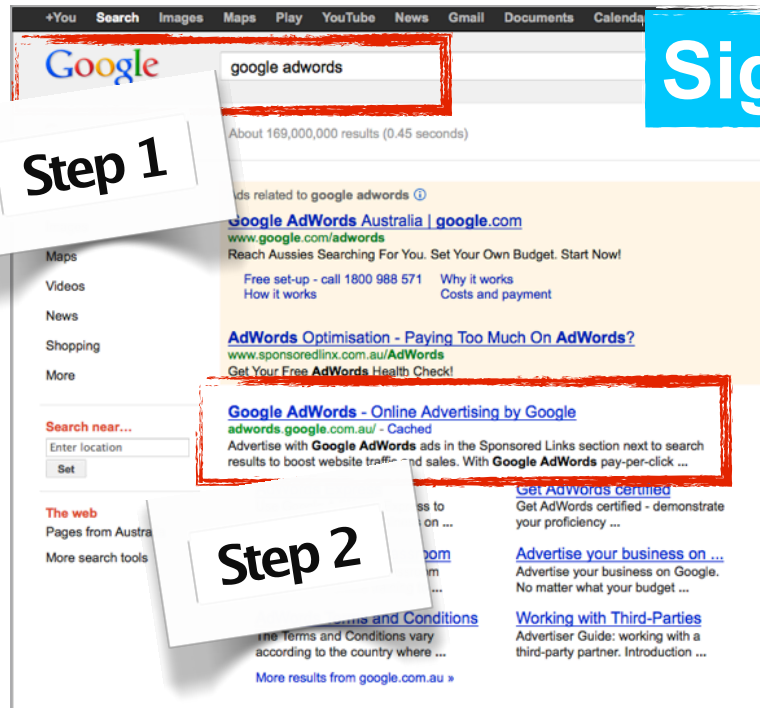 +You Search Images Maps Play YouTube News Gmail Documents
Google
google adwords
Step 1
About 169,000,000 results (0.45 seconds)
Ads related to google adwords
Google AdWords Australia | google.com
www.google.com/adwords
Reach Aussies Searching For You. Set Your Own Budget. Start Now!
Free set-up - call 1800 988 571 Why it works
How it works Costs and payment
AdWords Optimisation - Paying Too Much On AdWords?
www.sponsoredlinx.com.au/AdWords
Get Your Free AdWords Health Check!
Maps
Videos
News
Shopping
More
Search near...
Enter location
Set
The web
Pages from
More search tools
Google AdWords - Online Advertising by Google
adwords.google.com.au/ - Cached
Advertise with Google AdWords ads in the Sponsored Links section next to search
results to boost website traffic and sales. With Google AdWords pay-per-click ...
Step 2
on ...
...
and Conditions
The Terms and Conditions vary
according to the country where ...
Get AdWords certified
Get AdWords certified - demonstrate
your proficiency ...
Advertise your business on ...
Advertise your business on Google.
No matter what your budget ...
Working with Third-Parties
Advertiser Guide: working with a
third-party partner. Introduction ...
More results from google.com.au »